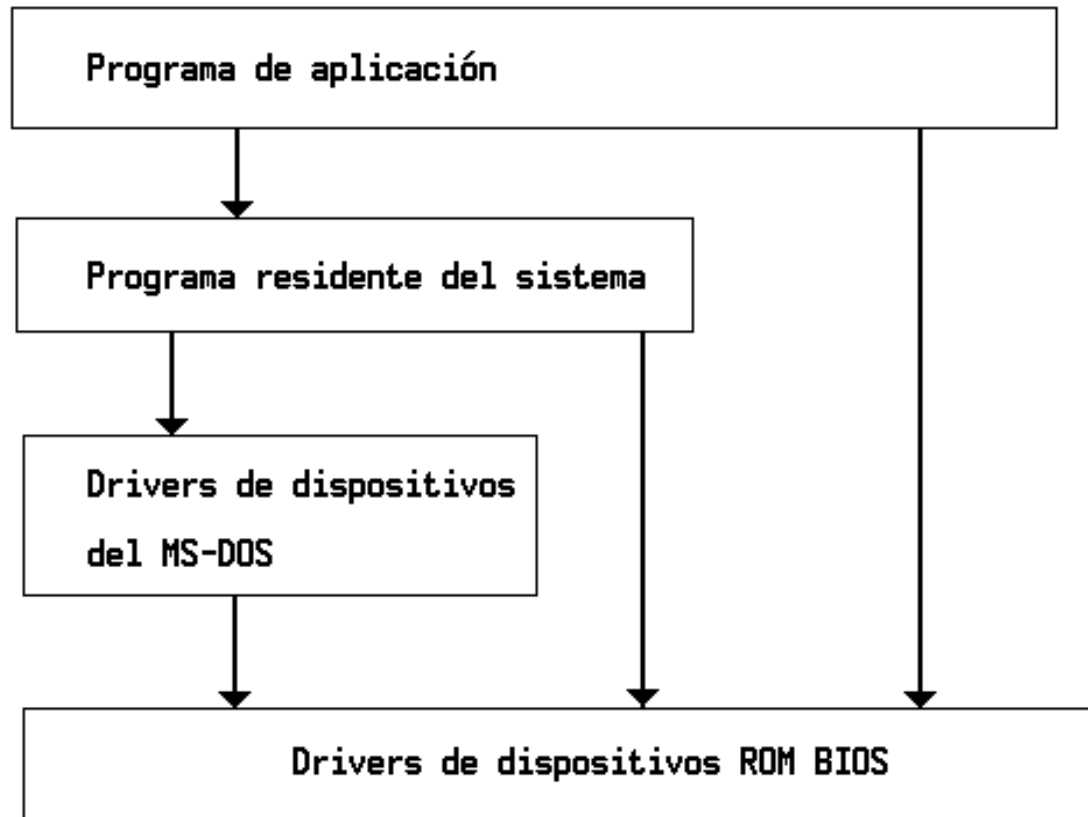 Programa de aplicación
Programa residente del sistema
Drivers de dispositivos
del MS-DOS
Drivers de dispositivos ROM BIOS